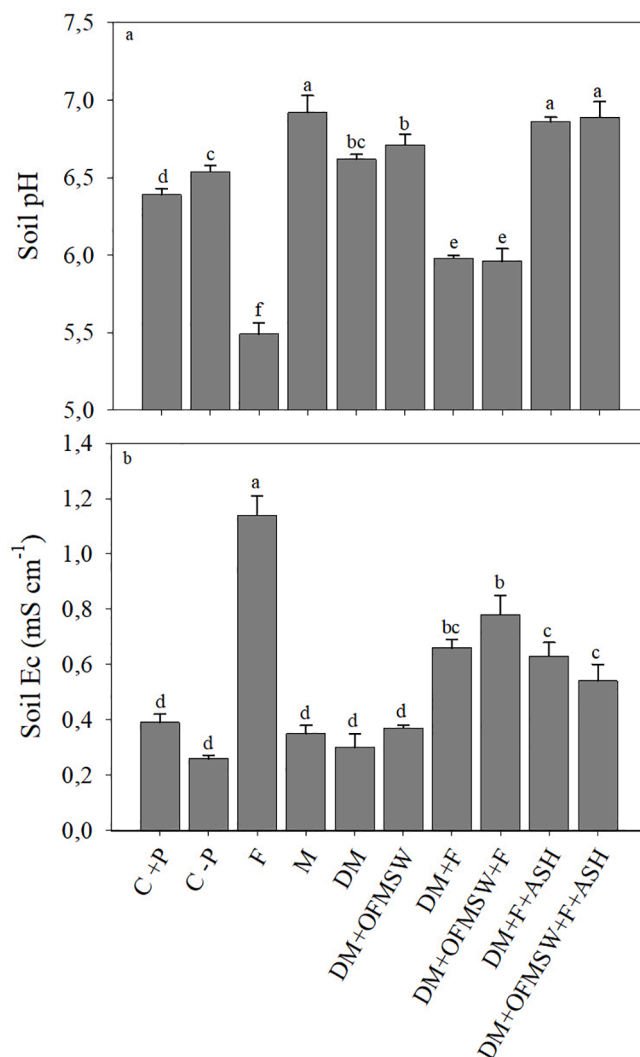 7,5
a
7,0
6,5
6,0
5,5
5,0
Soil pH
d
c
f
a
bc
b
e
e
a
a
1,4
b
1,2
1,0
0,8
0,6
0,4
0,2
0,0
Soil Ec (mS cm⁻¹)
d
d
a
d
d
d
bc
b
c
c
C +P
C -P
F
M
DM
DM+OFMSW
DM+F
DM+OFMSW+F
DM+F+ASH
DM+OFMSW+F+ASH